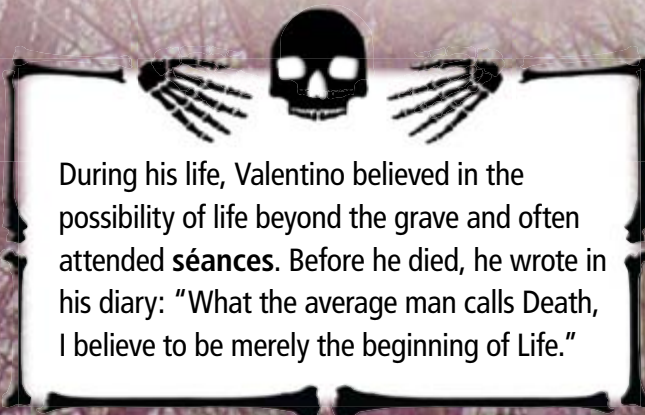 During his life, Valentino believed in the
possibility of life beyond the grave and often
attended séances. Before he died, he wrote in
his diary: “What the average man calls Death,
I believe to be merely the beginning of Life.”